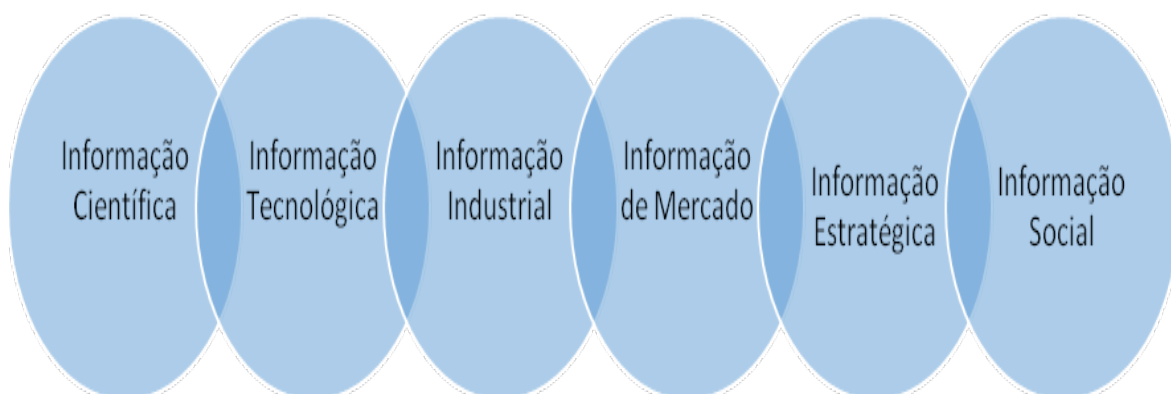 Informação
Científica
Informação
Tecnológica
Informação
Industrial
Informação
de Mercado
Informação
Estratégica
Informação
Social